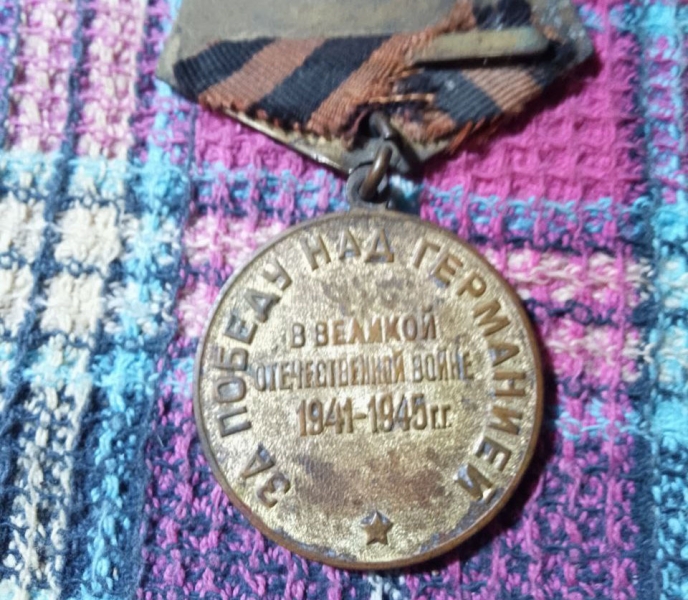 ЗА ПОБЕДУ НАД ГЕРМАНИЕЙ
В ВЕЛИКОЙ
ОТЕЧЕСТВЕННОЙ ВОЙНЕ
1941-1945 г.г.